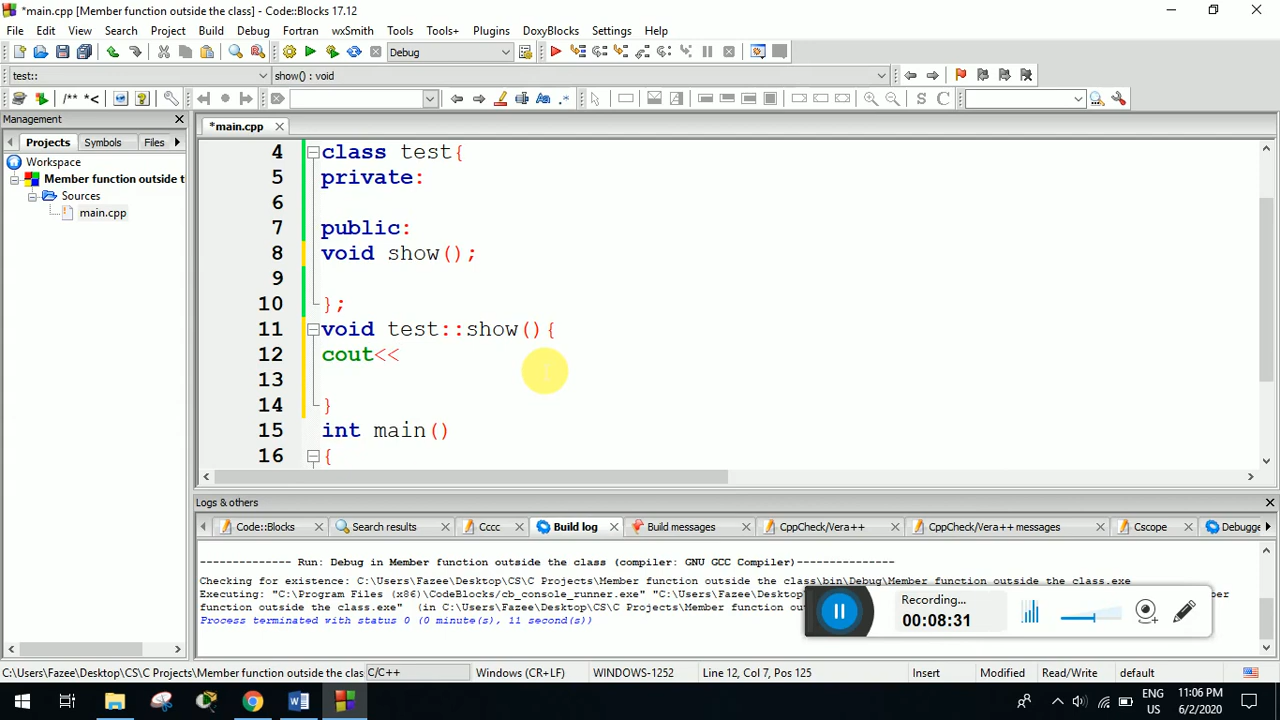 *main.cpp [Member function outside the class] - Code::Blocks 17.12
File Edit View Search Project Build Debug Fortran wxSmith Tools Tools+ Plugins DoxyBlocks Settings Help
Debug
test:: show() : void
/** *< S C
Management
Projects Symbols Files
*main.cpp
Workspace
Member function outside t
Sources
main.cpp
4 class test{
5 private:
6
7 public:
8 void show();
9
10 };
11 void test::show(){
12 cout<<
13
14 }
15 int main()
16 {
Logs & others
Code::Blocks Search results Cccc Build log Build messages CppCheck/Vera++ CppCheck/Vera++ messages Cscope Debugge
-------------- Run: Debug in Member function outside the class (compiler: GNU GCC Compiler)---------------
Checking for existence: C:\Users\Fazee\Desktop\CS\C Projects\Member function outside the class\bin\Debug\Member function outside the class.exe
Executing: "C:\Program Files (x86)\CodeBlocks/cb_console_runner.exe" "C:\Users\Fazee\Deskto
function outside the class.exe" (in C:\Users\Fazee\Desktop\CS\C Projects\Member function ou
Process terminated with status 0 (0 minute(s), 11 second(s))
Recording...
00:08:31
C:\Users\Fazee\Desktop\CS\C Projects\Member function outside the clas C/C++ Windows (CR+LF) WINDOWS-1252 Line 12, Col 7, Pos 125 Insert Modified Read/Write default
ENG
US
11:06 PM
6/2/2020